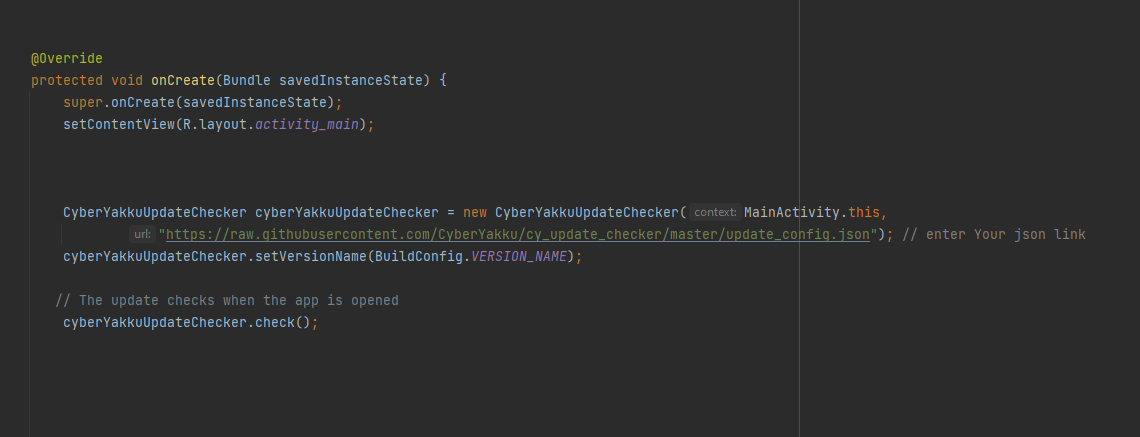 @Override
protected void onCreate(Bundle savedInstanceState) {
super.onCreate(savedInstanceState);
setContentView(R.layout.activity_main);
CyberYakkuUpdateChecker cyberYakkuUpdateChecker = new CyberYakkuUpdateChecker( context: MainActivity.this,
url: "https://raw.githubusercontent.com/CyberYakku/cy_update_checker/master/update_config.json"); // enter Your json link
cyberYakkuUpdateChecker.setVersionName(BuildConfig.VERSION_NAME);
// The update checks when the app is opened
cyberYakkuUpdateChecker.check();